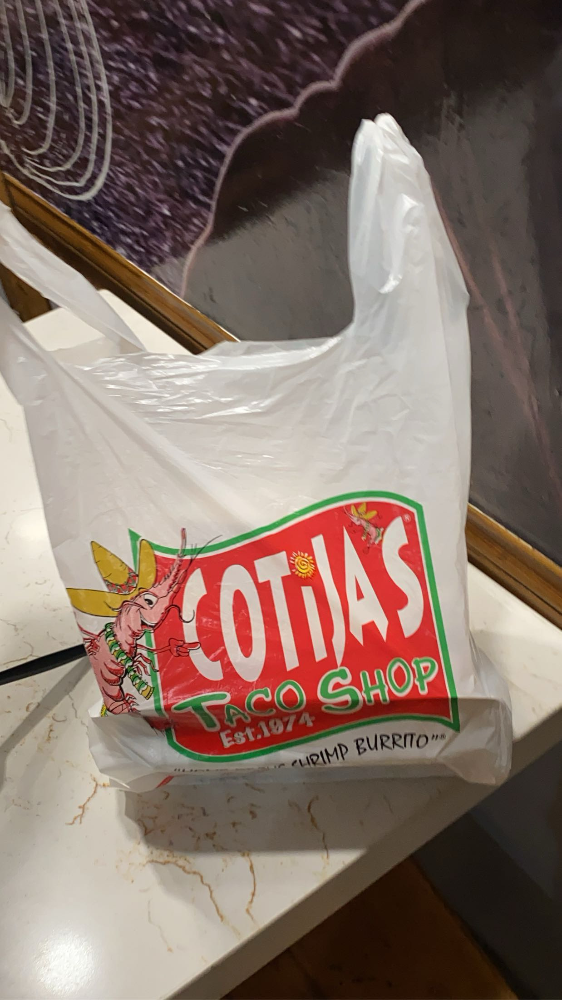 COTiJAS®
TACO SHOP
Est.1974
SHRIMP BURRITO"®